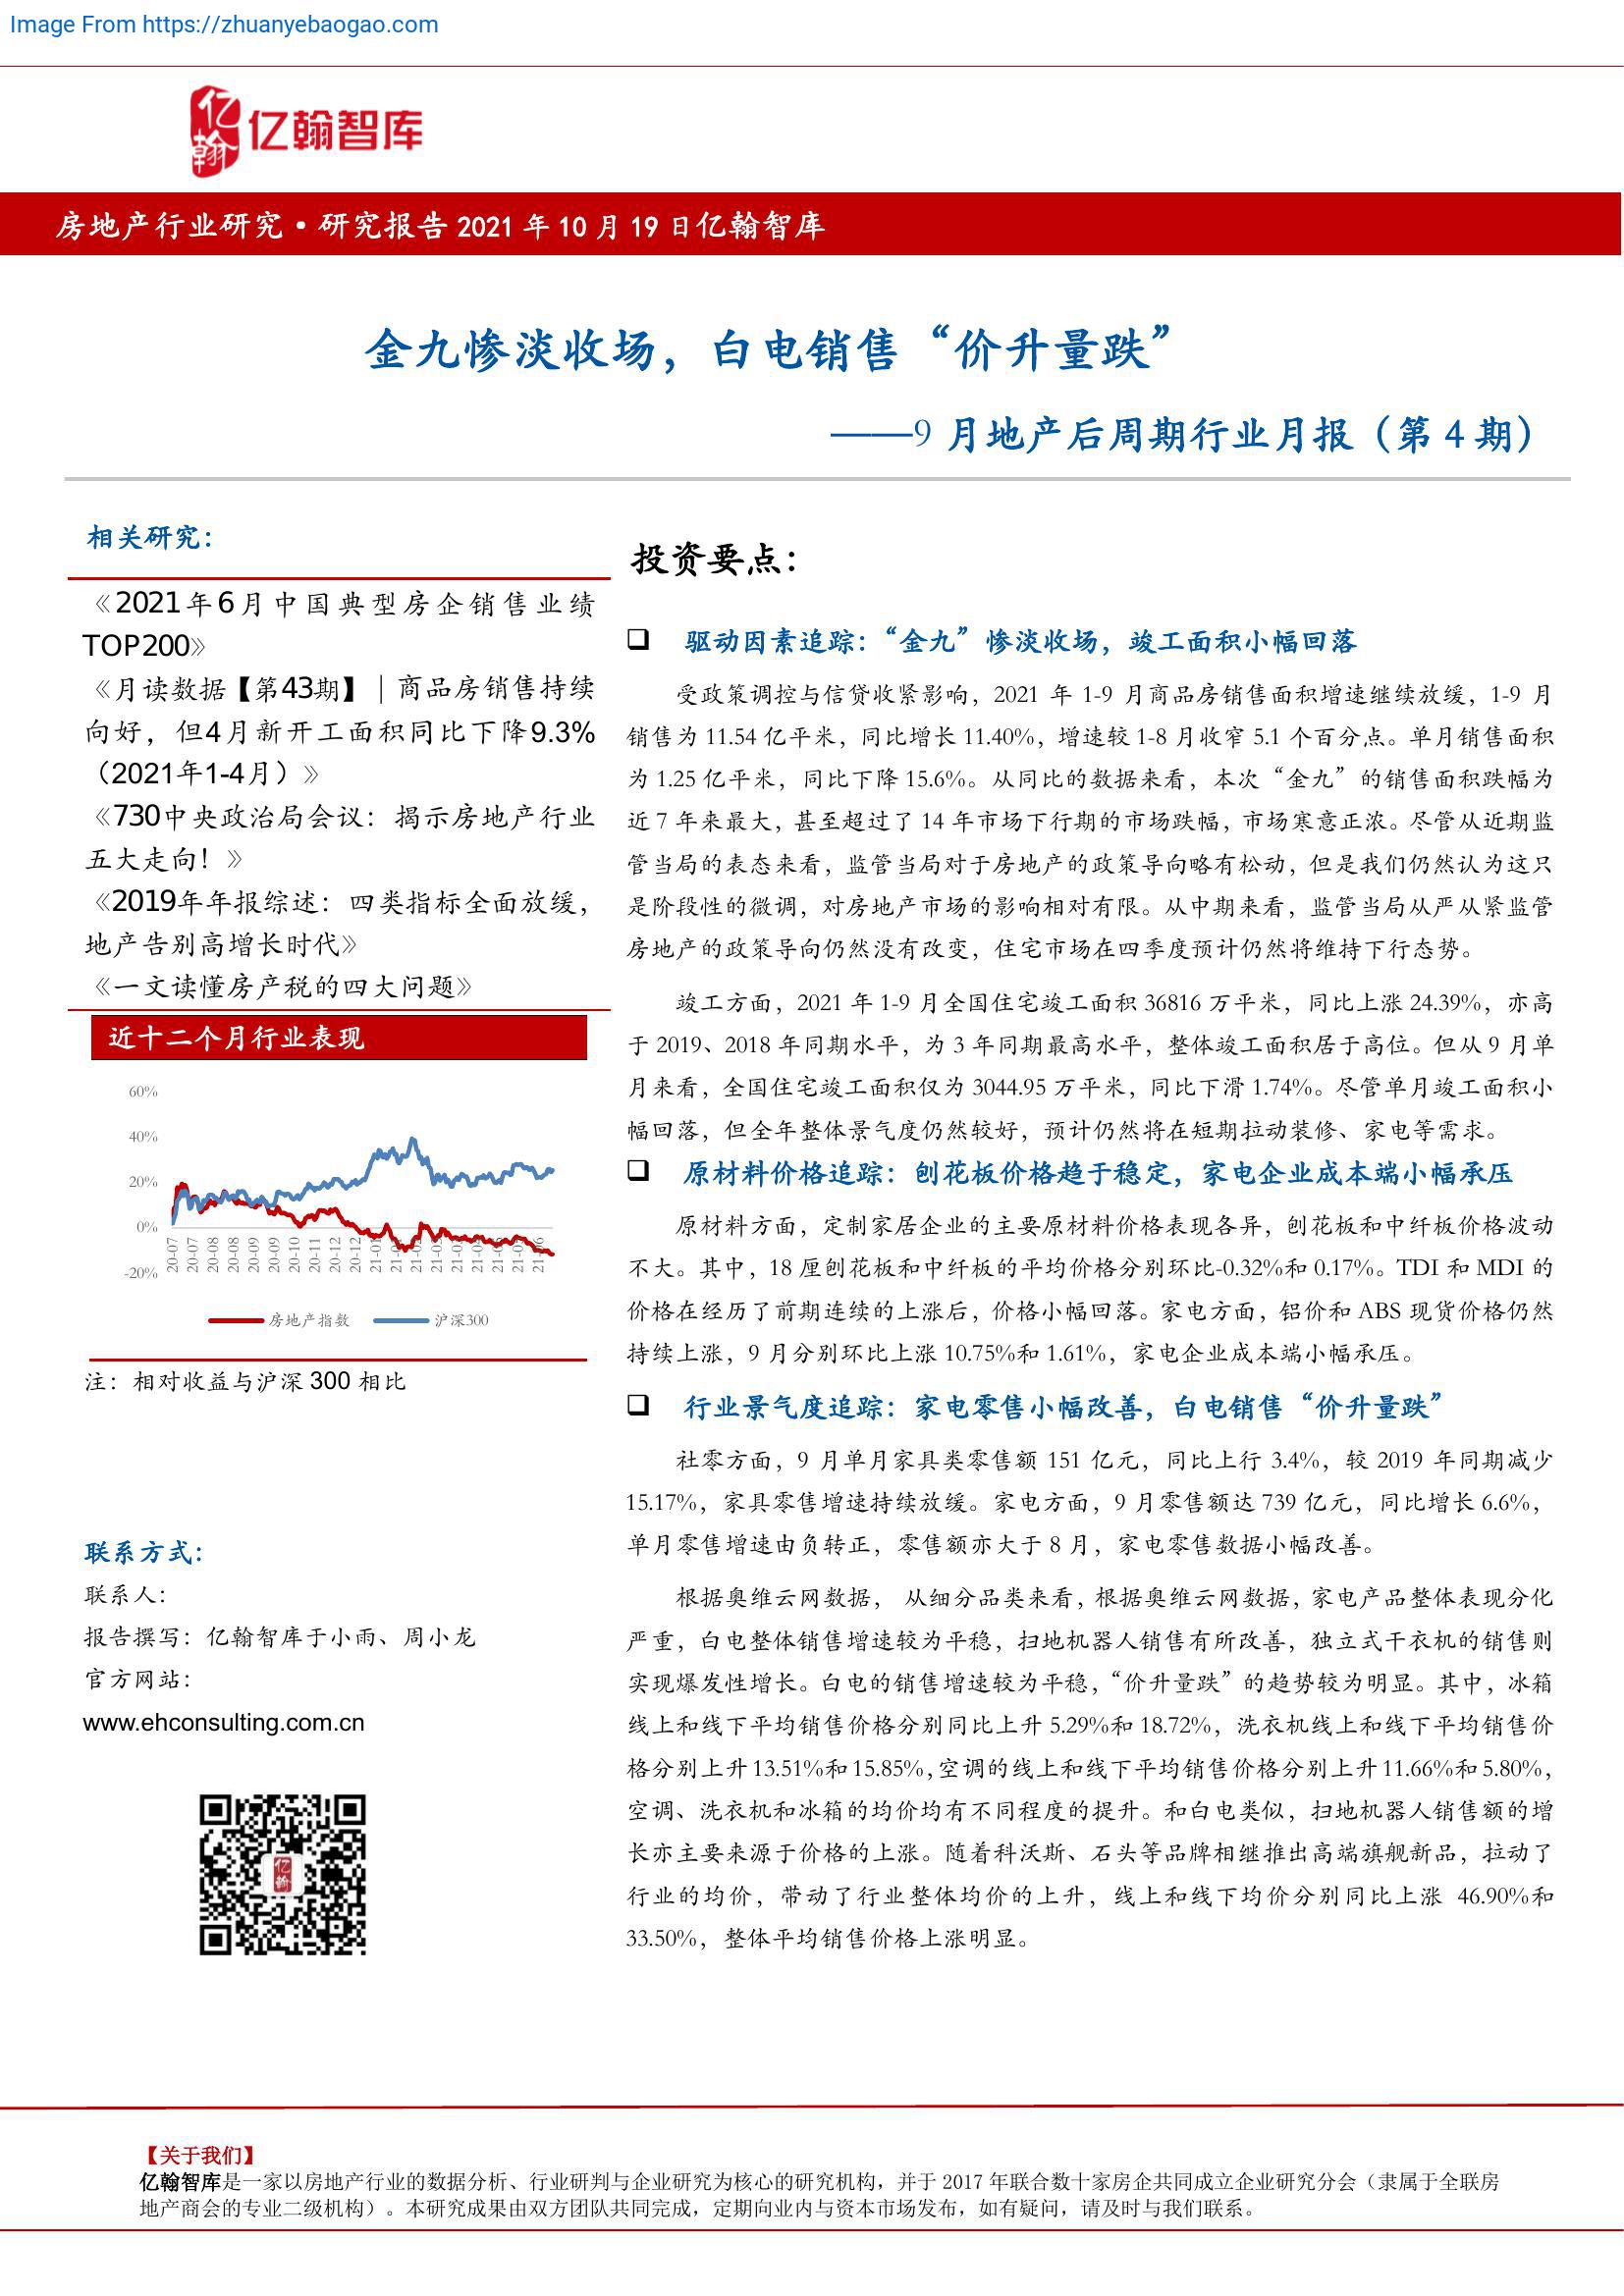 Image From https://zhuanyebaogao.com
亿翰
亿翰智库
房地产行业研究·研究报告 2021 年 10 月 19 日亿翰智库
金九惨淡收场，白电销售“价升量跌”
——9 月地产后周期行业月报（第 4 期）
相关研究：
《2021年6月中国典型房企销售业绩
TOP200》
《月读数据【第43期】｜商品房销售持续
向好，但4月新开工面积同比下降9.3%
（2021年1-4月）》
《730中央政治局会议：揭示房地产行业
五大走向！》
《2019年年报综述：四类指标全面放缓，
地产告别高增长时代》
《一文读懂房产税的四大问题》
近十二个月行业表现
60%
40%
20%
0%
-20%
20-07
20-07
20-08
20-08
20-09
20-09
20-10
20-11
20-12
20-12
房地产指数
沪深300
注：相对收益与沪深 300 相比
联系方式：
联系人：
报告撰写：亿翰智库于小雨、周小龙
官方网站：
www.ehconsulting.com.cn
亿翰
投资要点：
❑ 驱动因素追踪：“金九”惨淡收场，竣工面积小幅回落
受政策调控与信贷收紧影响，2021 年 1-9 月商品房销售面积增速继续放缓，1-9 月
销售为 11.54 亿平米，同比增长 11.40%，增速较 1-8 月收窄 5.1 个百分点。单月销售面积
为 1.25 亿平米，同比下降 15.6%。从同比的数据来看，本次“金九”的销售面积跌幅为
近 7 年来最大，甚至超过了 14 年市场下行期的市场跌幅，市场寒意正浓。尽管从近期监
管当局的表态来看，监管当局对于房地产的政策导向略有松动，但是我们仍然认为这只
是阶段性的微调，对房地产市场的影响相对有限。从中期来看，监管当局从严从紧监管
房地产的政策导向仍然没有改变，住宅市场在四季度预计仍然将维持下行态势。
竣工方面，2021 年 1-9 月全国住宅竣工面积 36816 万平米，同比上涨 24.39%，亦高
于 2019、2018 年同期水平，为 3 年同期最高水平，整体竣工面积居于高位。但从 9 月单
月来看，全国住宅竣工面积仅为 3044.95 万平米，同比下滑 1.74%。尽管单月竣工面积小
幅回落，但全年整体景气度仍然较好，预计仍然将在短期拉动装修、家电等需求。
❑ 原材料价格追踪：刨花板价格趋于稳定，家电企业成本端小幅承压
原材料方面，定制家居企业的主要原材料价格表现各异，刨花板和中纤板价格波动
不大。其中，18 厘刨花板和中纤板的平均价格分别环比-0.32%和 0.17%。TDI 和 MDI 的
价格在经历了前期连续的上涨后，价格小幅回落。家电方面，铝价和 ABS 现货价格仍然
持续上涨，9 月分别环比上涨 10.75%和 1.61%，家电企业成本端小幅承压。
❑ 行业景气度追踪：家电零售小幅改善，白电销售“价升量跌”
社零方面，9 月单月家具类零售额 151 亿元，同比上行 3.4%，较 2019 年同期减少
15.17%，家具零售增速持续放缓。家电方面，9 月零售额达 739 亿元，同比增长 6.6%，
单月零售增速由负转正，零售额亦大于 8 月，家电零售数据小幅改善。
根据奥维云网数据， 从细分品类来看，根据奥维云网数据，家电产品整体表现分化
严重，白电整体销售增速较为平稳，扫地机器人销售有所改善，独立式干衣机的销售则
实现爆发性增长。白电的销售增速较为平稳，“价升量跌”的趋势较为明显。其中，冰箱
线上和线下平均销售价格分别同比上升 5.29%和 18.72%，洗衣机线上和线下平均销售价
格分别上升 13.51%和 15.85%，空调的线上和线下平均销售价格分别上升 11.66%和 5.80%，
空调、洗衣机和冰箱的均价均有不同程度的提升。和白电类似，扫地机器人销售额的增
长亦主要来源于价格的上涨。随着科沃斯、石头等品牌相继推出高端旗舰新品，拉动了
行业的均价，带动了行业整体均价的上升，线上和线下均价分别同比上涨 46.90%和
33.50%，整体平均销售价格上涨明显。
【关于我们】
亿翰智库是一家以房地产行业的数据分析、行业研判与企业研究为核心的研究机构，并于 2017 年联合数十家房企共同成立企业研究分会（隶属于全联房
地产商会的专业二级机构）。本研究成果由双方团队共同完成，定期向业内与资本市场发布，如有疑问，请及时与我们联系。